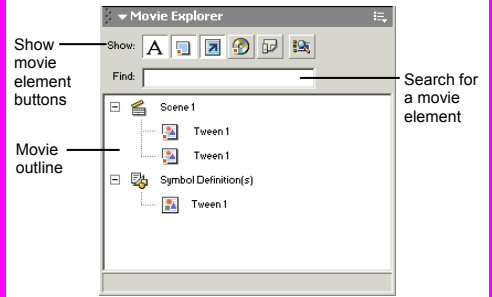 Movie Explorer
Show
movie
element
buttons
Show:
A
Find:
Search for
a movie
element
Movie
outline
Scene 1
Tween 1
Tween 1
Symbol Definition(s)
Tween 1